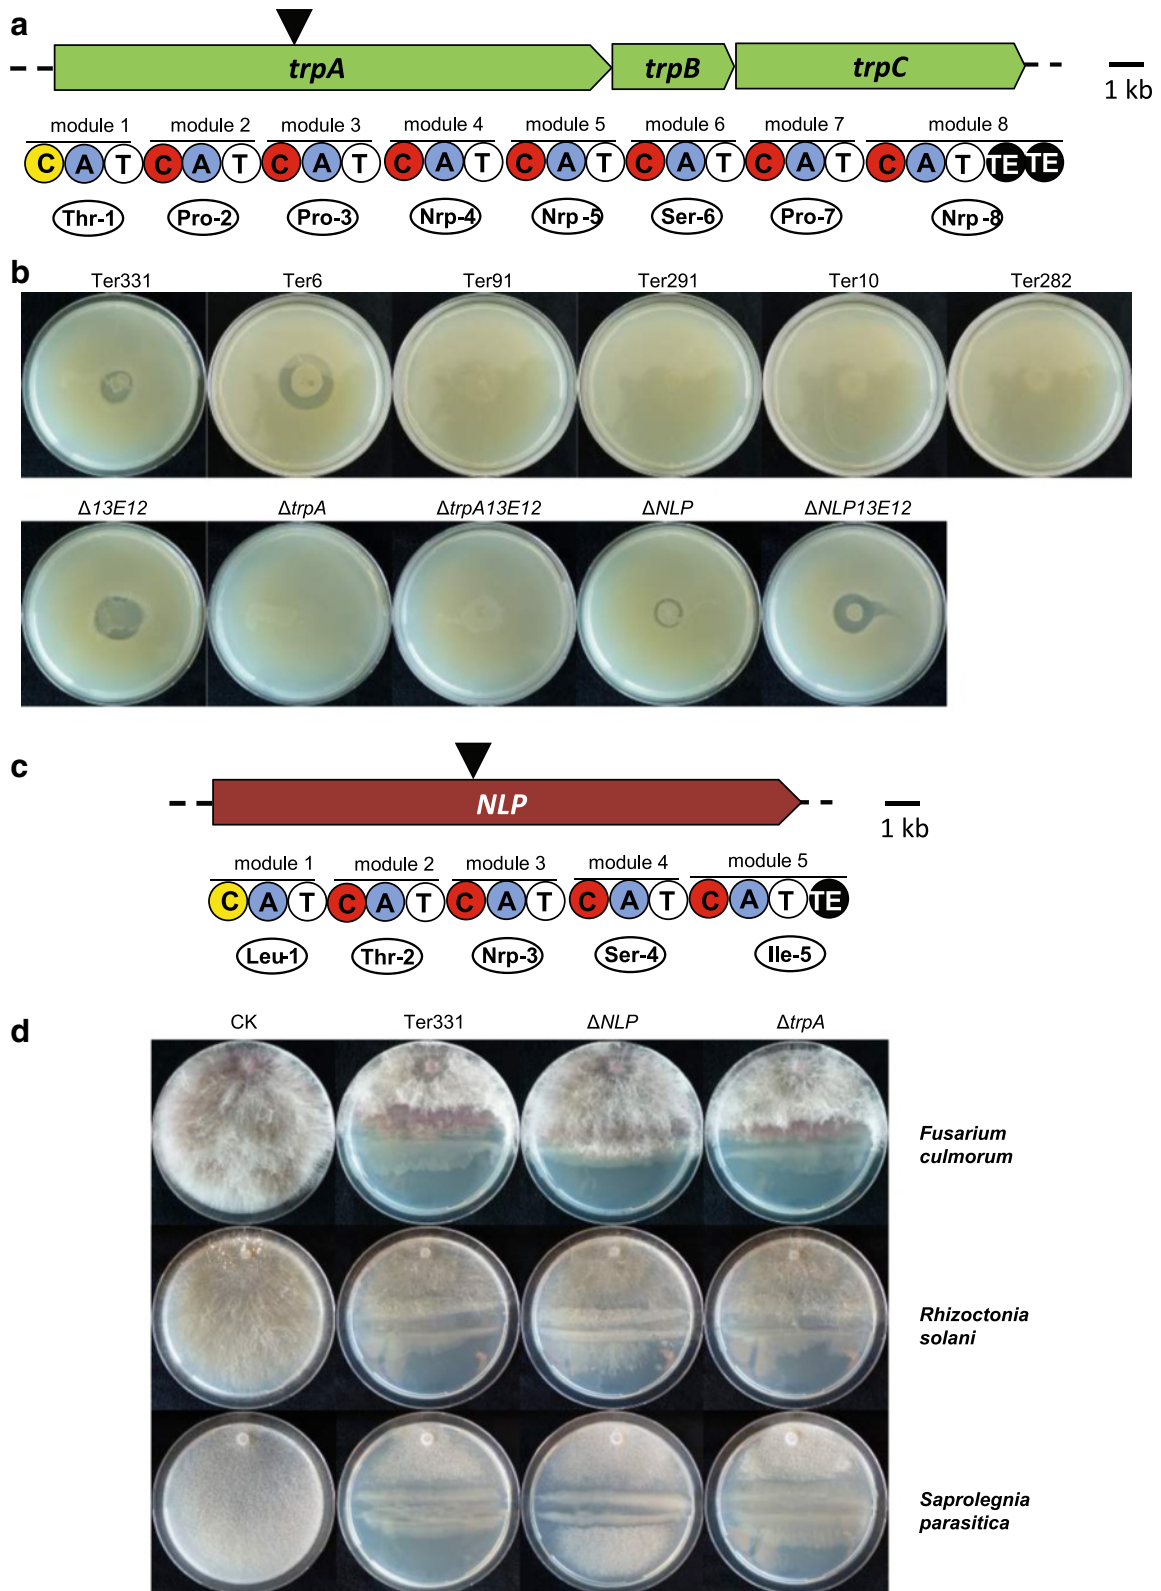 a
trpA trpB trpC
1 kb
module 1 module 2 module 3 module 4 module 5 module 6 module 7 module 8
C A T C A T C A T C A T C A T C A T C A T C A T TE TE
Thr-1 Pro-2 Pro-3 Nrp-4 Nrp-5 Ser-6 Pro-7 Nrp-8
b
Ter331 Ter6 Ter91 Ter291 Ter10 Ter282
Δ13E12 ΔtrpA ΔtrpA13E12 ΔNLP ΔNLP13E12
c
NLP
1 kb
module 1 module 2 module 3 module 4 module 5
C A T C A T C A T C A T C A T TE
Leu-1 Thr-2 Nrp-3 Ser-4 Ile-5
d
CK Ter331 ΔNLP ΔtrpA
Fusarium
culmorum
Rhizoctonia
solani
Saprolegnia
parasitica